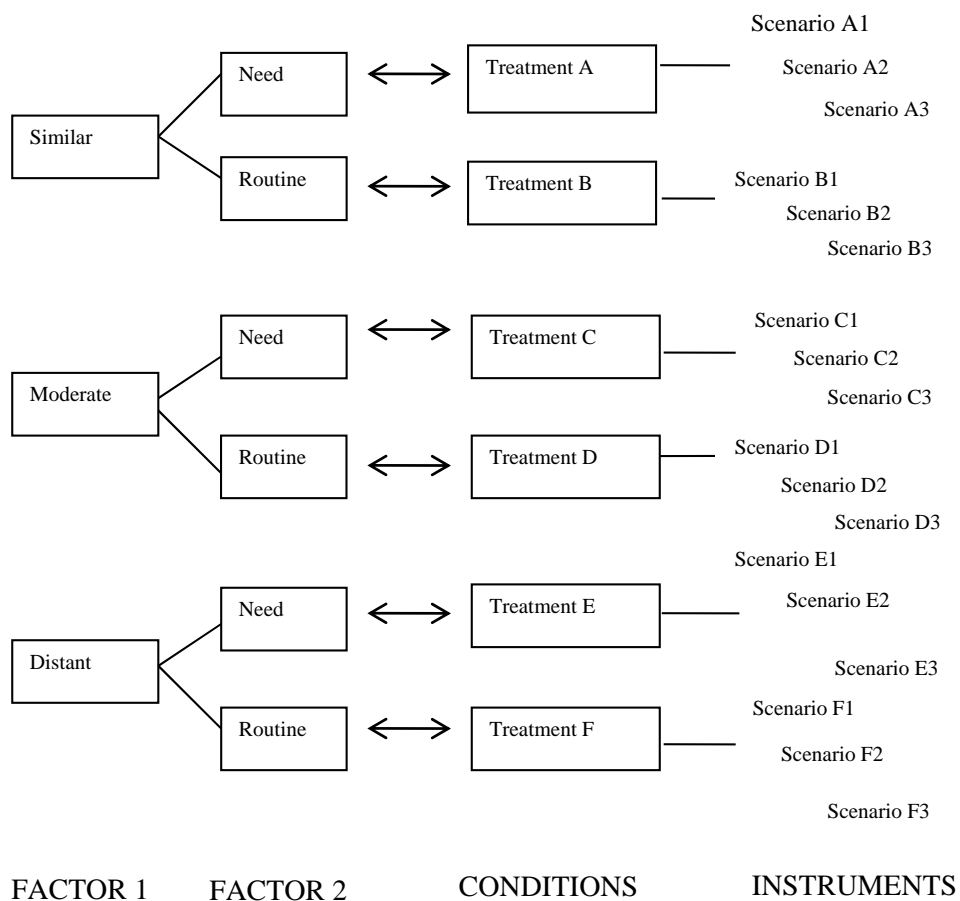 Scenario A1
Need
Treatment A
Scenario A2
Scenario A3
Similar
Routine
Treatment B
Scenario B1
Scenario B2
Scenario B3
Need
Treatment C
Scenario C1
Scenario C2
Scenario C3
Moderate
Routine
Treatment D
Scenario D1
Scenario D2
Scenario D3
Need
Treatment E
Scenario E1
Scenario E2
Scenario E3
Distant
Routine
Treatment F
Scenario F1
Scenario F2
Scenario F3
FACTOR 1 FACTOR 2 CONDITIONS INSTRUMENTS